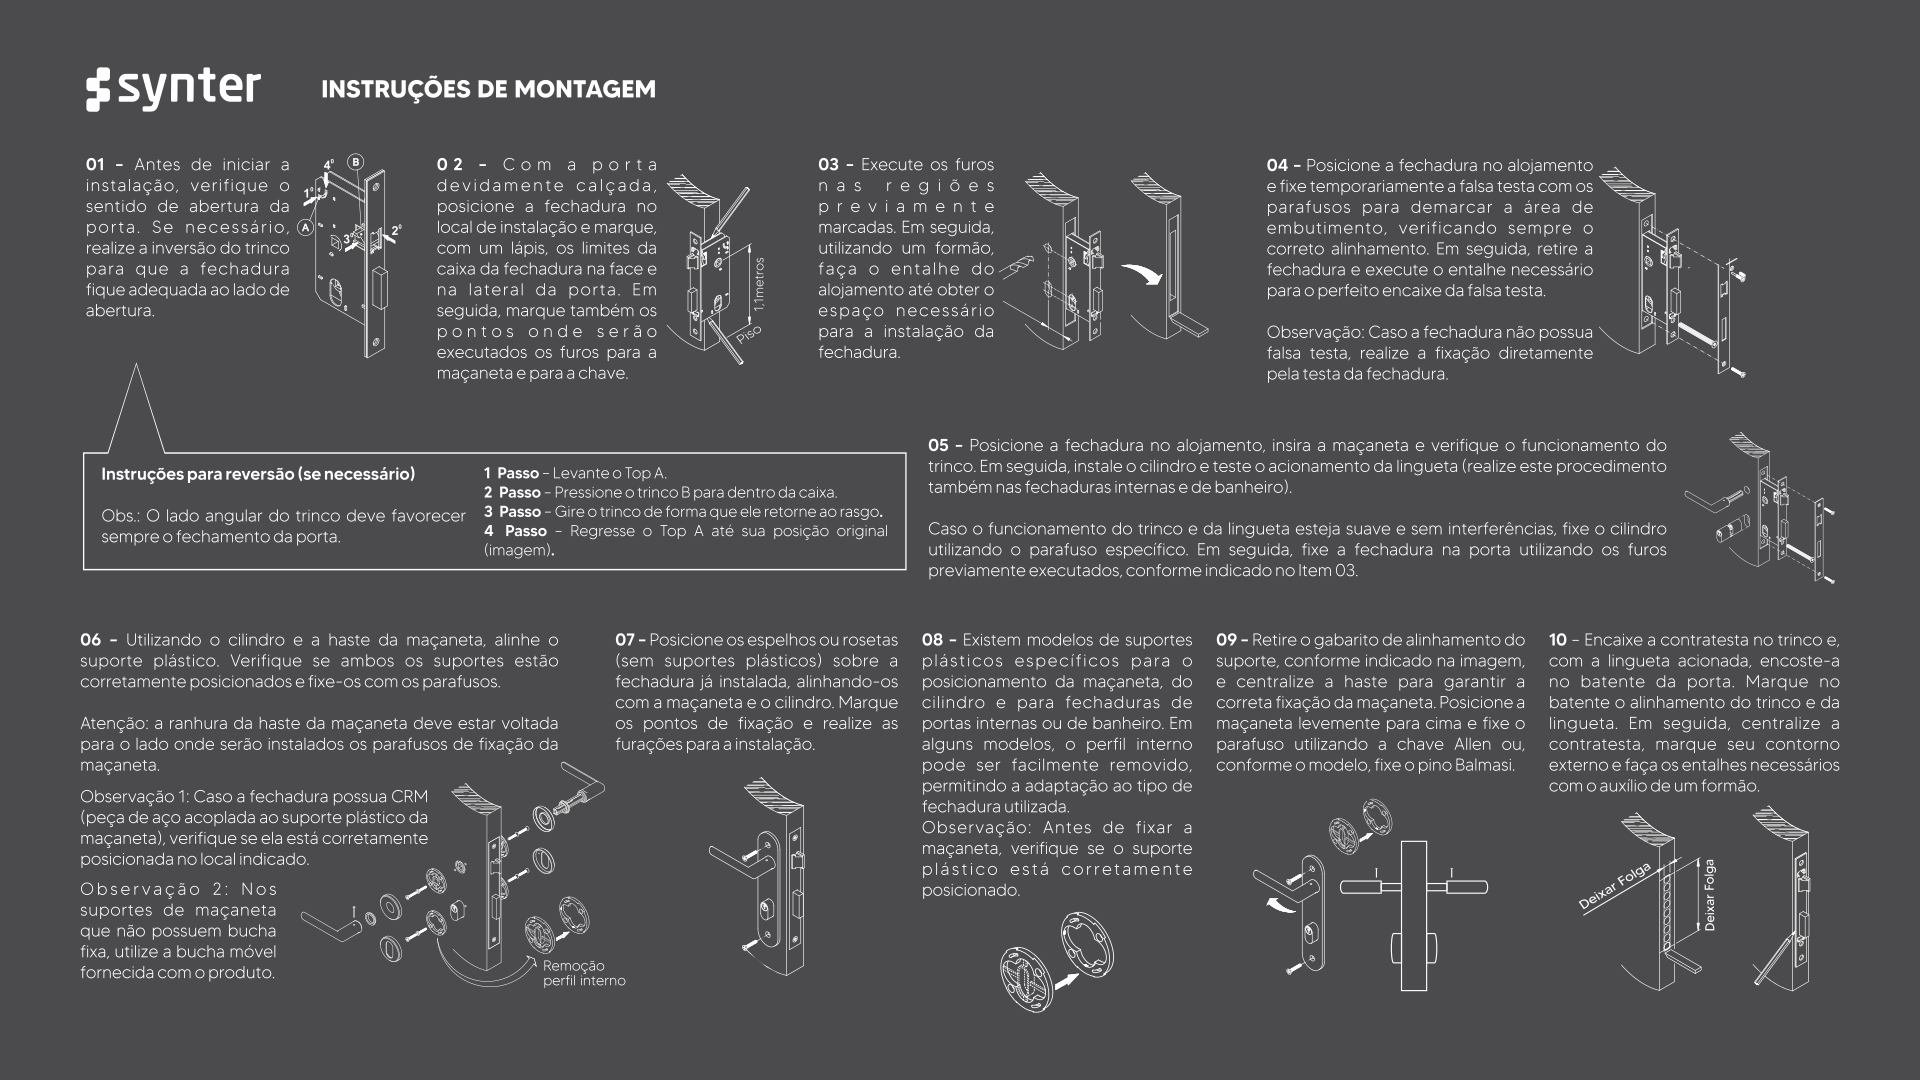 synter
INSTRUÇÕES DE MONTAGEM
01 - Antes de iniciar a
instalação, verifique o
sentido de abertura da
porta. Se necessário,
realize a inversão do trinco
para que a fechadura
fique adequada ao lado de
abertura.
4º
B
1º
A
3º
2º
02 - Com a porta
devidamente calçada,
posicione a fechadura no
local de instalação e marque,
com um lápis, os limites da
caixa da fechadura na face e
na lateral da porta. Em
seguida, marque também os
pontos onde serão
executados os furos para a
maçaneta e para a chave.
1,1metros
Piso
03 - Execute os furos
nas regiões
previamente
marcadas. Em seguida,
utilizando um formão,
faça o entalhe do
alojamento até obter o
espaço necessário
para a instalação da
fechadura.
04 - Posicione a fechadura no alojamento
e fixe temporariamente a falsa testa com os
parafusos para demarcar a área de
embutimento, verificando sempre o
correto alinhamento. Em seguida, retire a
fechadura e execute o entalhe necessário
para o perfeito encaixe da falsa testa.
Observação: Caso a fechadura não possua
falsa testa, realize a fixação diretamente
pela testa da fechadura.
Instruções para reversão (se necessário)
Obs.: O lado angular do trinco deve favorecer
sempre o fechamento da porta.
1 Passo - Levante o Top A.
2 Passo - Pressione o trinco B para dentro da caixa.
3 Passo - Gire o trinco de forma que ele retorne ao rasgo.
4 Passo - Regresse o Top A até sua posição original
(imagem).
05 - Posicione a fechadura no alojamento, insira a maçaneta e verifique o funcionamento do
trinco. Em seguida, instale o cilindro e teste o acionamento da lingueta (realize este procedimento
também nas fechaduras internas e de banheiro).
Caso o funcionamento do trinco e da lingueta esteja suave e sem interferências, fixe o cilindro
utilizando o parafuso específico. Em seguida, fixe a fechadura na porta utilizando os furos
previamente executados, conforme indicado no Item 03.
06 - Utilizando o cilindro e a haste da maçaneta, alinhe o
suporte plástico. Verifique se ambos os suportes estão
corretamente posicionados e fixe-os com os parafusos.
Atenção: a ranhura da haste da maçaneta deve estar voltada
para o lado onde serão instalados os parafusos de fixação da
maçaneta.
Observação 1: Caso a fechadura possua CRM
(peça de aço acoplada ao suporte plástico da
maçaneta), verifique se ela está corretamente
posicionada no local indicado.
Observação 2: Nos
suportes de maçaneta
que não possuem bucha
fixa, utilize a bucha móvel
fornecida com o produto.
Remoção
perfil interno
07 - Posicione os espelhos ou rosetas
(sem suportes plásticos) sobre a
fechadura já instalada, alinhando-os
com a maçaneta e o cilindro. Marque
os pontos de fixação e realize as
furações para a instalação.
08 - Existem modelos de suportes
plásticos específicos para o
posicionamento da maçaneta, do
cilindro e para fechaduras de
portas internas ou de banheiro. Em
alguns modelos, o perfil interno
pode ser facilmente removido,
permitindo a adaptação ao tipo de
fechadura utilizada.
Observação: Antes de fixar a
maçaneta, verifique se o suporte
plástico está corretamente
posicionado.
09 - Retire o gabarito de alinhamento do
suporte, conforme indicado na imagem,
e centralize a haste para garantir a
correta fixação da maçaneta. Posicione a
maçaneta levemente para cima e fixe o
parafuso utilizando a chave Allen ou,
conforme o modelo, fixe o pino Balmasi.
10 - Encaixe a contratesta no trinco e,
com a lingueta acionada, encoste-a
no batente da porta. Marque no
batente o alinhamento do trinco e da
lingueta. Em seguida, centralize a
contratesta, marque seu contorno
externo e faça os entalhes necessários
com o auxílio de um formão.
Deixar Folga
Deixar Folga